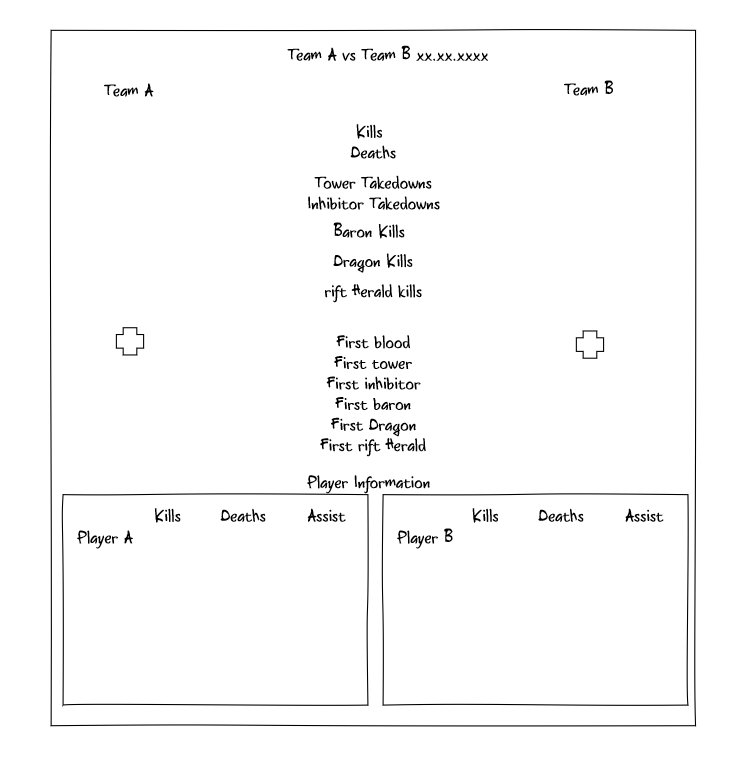 Team A vs Team B xx.xx.xxxx
Team A
Team B
Kills
Deaths
Tower Takedowns
Inhibitor Takedowns
Baron Kills
Dragon Kills
rift Herald kills
First blood
First tower
First inhibitor
First baron
First Dragon
First rift Herald
Player Information
Kills Deaths Assist
Player A
Kills Deaths Assist
Player B